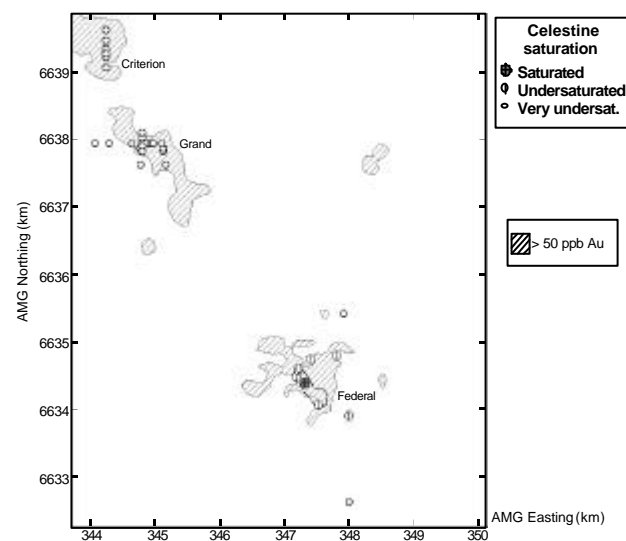 Celestine
saturation
Saturated
Undersaturated
Very undersat.
> 50 ppb Au
AMG Northing (km)
6639
6638
6637
6636
6635
6634
6633
Criterion
Grand
Federal
344
345
346
347
348
349
350
AMG Easting (km)